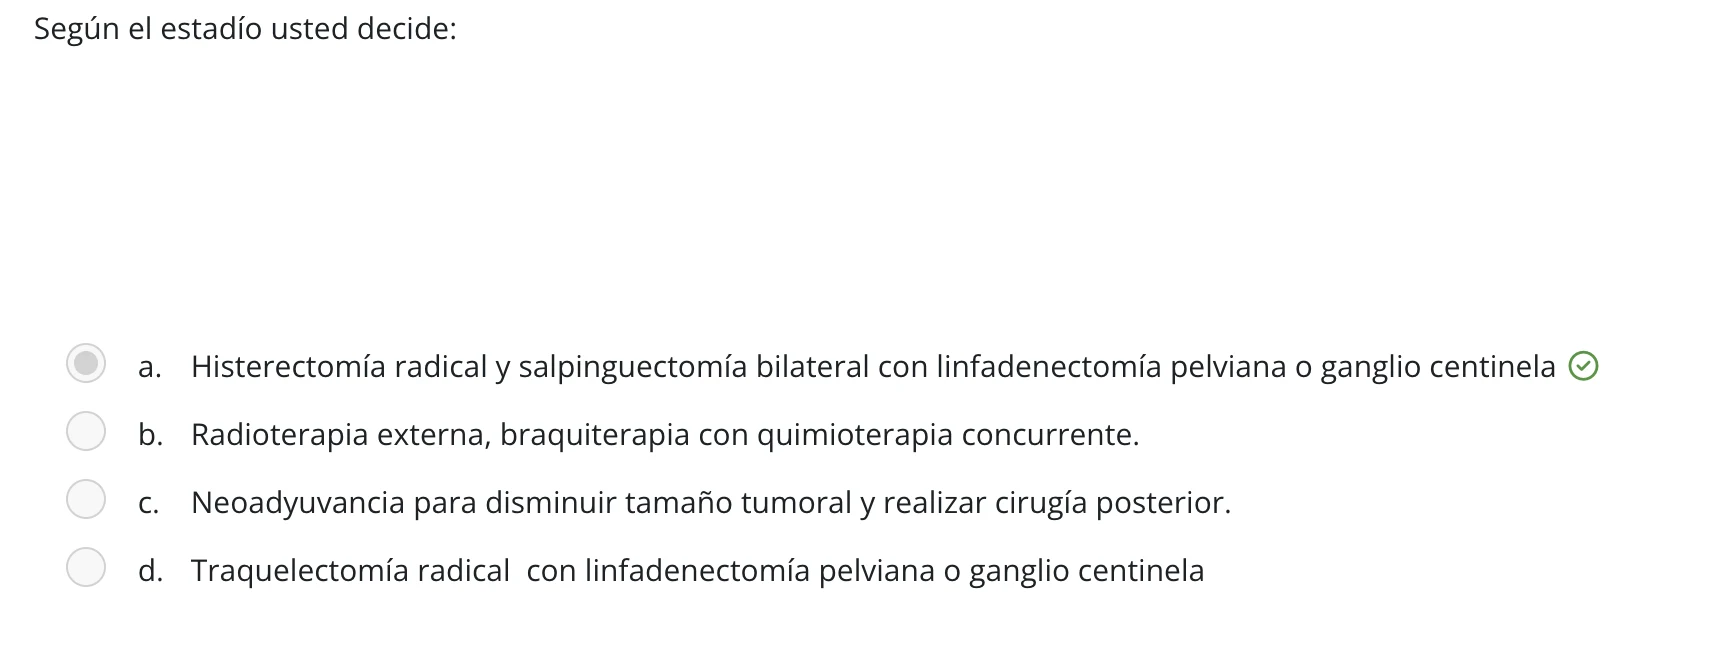 Según el estadío usted decide:
a. Histerectomía radical y salpinguectomía bilateral con linfadenectomía pelviana o ganglio centinela
b. Radioterapia externa, braquiterapia con quimioterapia concurrente.
c. Neoadyuvancia para disminuir tamaño tumoral y realizar cirugía posterior.
d. Traquelectomía radical  con linfadenectomía pelviana o ganglio centinela